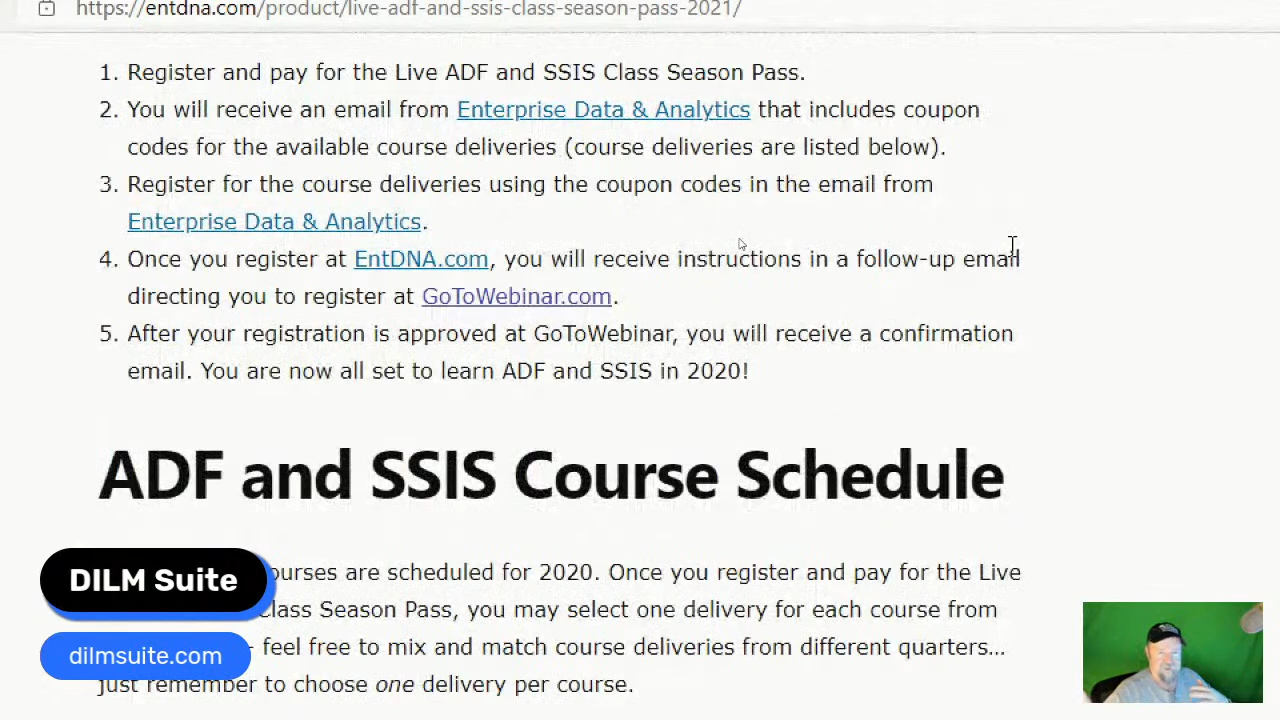 https://entdna.com/product/live-adf-and-ssis-class-season-pass-2021/
1. Register and pay for the Live ADF and SSIS Class Season Pass.
2. You will receive an email from Enterprise Data & Analytics that includes coupon
codes for the available course deliveries (course deliveries are listed below).
3. Register for the course deliveries using the coupon codes in the email from
Enterprise Data & Analytics.
4. Once you register at EntDNA.com, you will receive instructions in a follow-up email
directing you to register at GoToWebinar.com.
5. After your registration is approved at GoToWebinar, you will receive a confirmation
email. You are now all set to learn ADF and SSIS in 2020!
ADF and SSIS Course Schedule
ourses are scheduled for 2020. Once you register and pay for the Live
Class Season Pass, you may select one delivery for each course from
- feel free to mix and match course deliveries from different quarters…
just remember to choose one delivery per course.
DILM Suite
dilmsuite.com